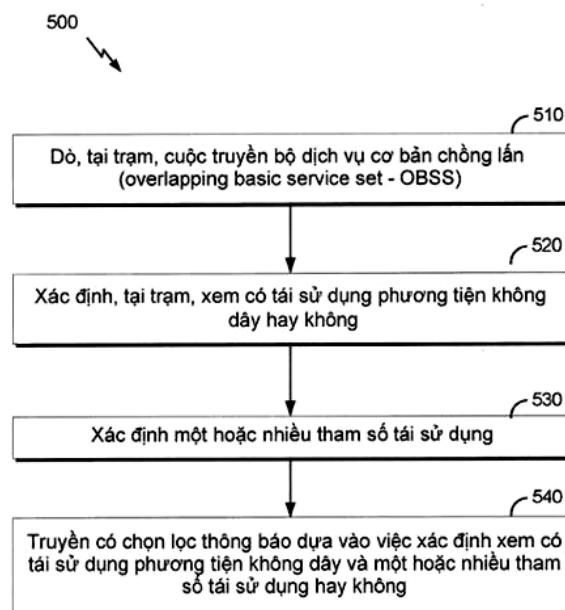 500
510
Dò, tại trạm, cuộc truyền bộ dịch vụ cơ bản chồng lấn
(overlapping basic service set - OBSS)
520
Xác định, tại trạm, xem có tái sử dụng phương tiện không
dây hay không
530
Xác định một hoặc nhiều tham số tái sử dụng
540
Truyền có chọn lọc thông báo dựa vào việc xác định xem có
tái sử dụng phương tiện không dây và một hoặc nhiều tham
số tái sử dụng hay không